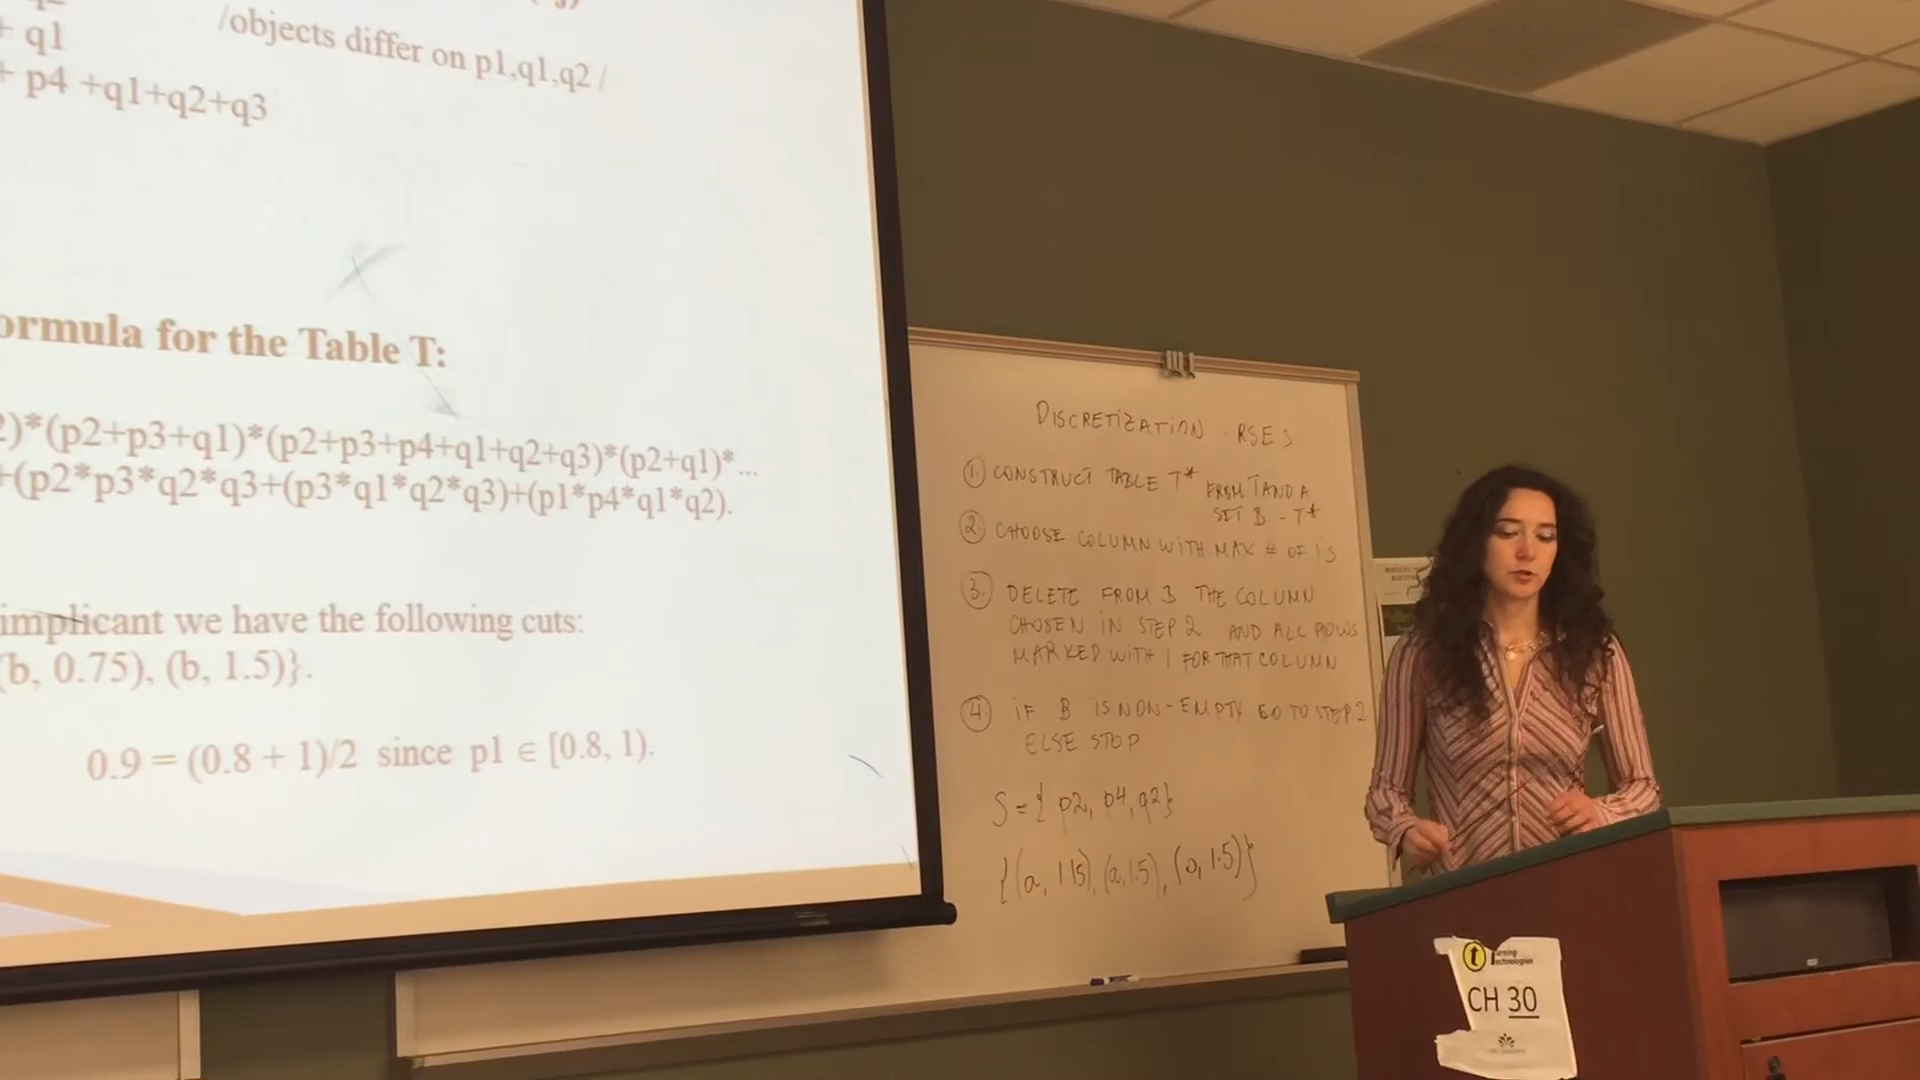 + q1
/objects differ on p1,q1,q2 /
+ p4 +q1+q2+q3
ormula for the Table T:
2)*(p2+p3+q1)*(p2+p3+p4+q1+q2+q3)*(p2+q1)*...
+(p2*p3*q2*q3+(p3*q1*q2*q3)+(p1*p4*q1*q2).
implicant we have the following cuts:
(b, 0.75), (b, 1.5)}.
0.9 = (0.8 + 1)/2 since p1 ∈ [0.8, 1).
DISCRETIZATION - RSES
① CONSTRUCT TABLE T* FROM T AND A
SET B - T*
② CHOOSE COLUMN WITH MAX # OF 1S
③ DELETE FROM B THE COLUMN
CHOSEN IN STEP 2 AND ALL ROWS
MARKED WITH 1 FOR THAT COLUMN
④ IF B IS NON-EMPTY GO TO STEP 2
ELSE STOP
S = { p2, p4, q2}
{(a, 1.15), (a, 1.5), (b, 1.5)}
Turning
Technologies
CH 30